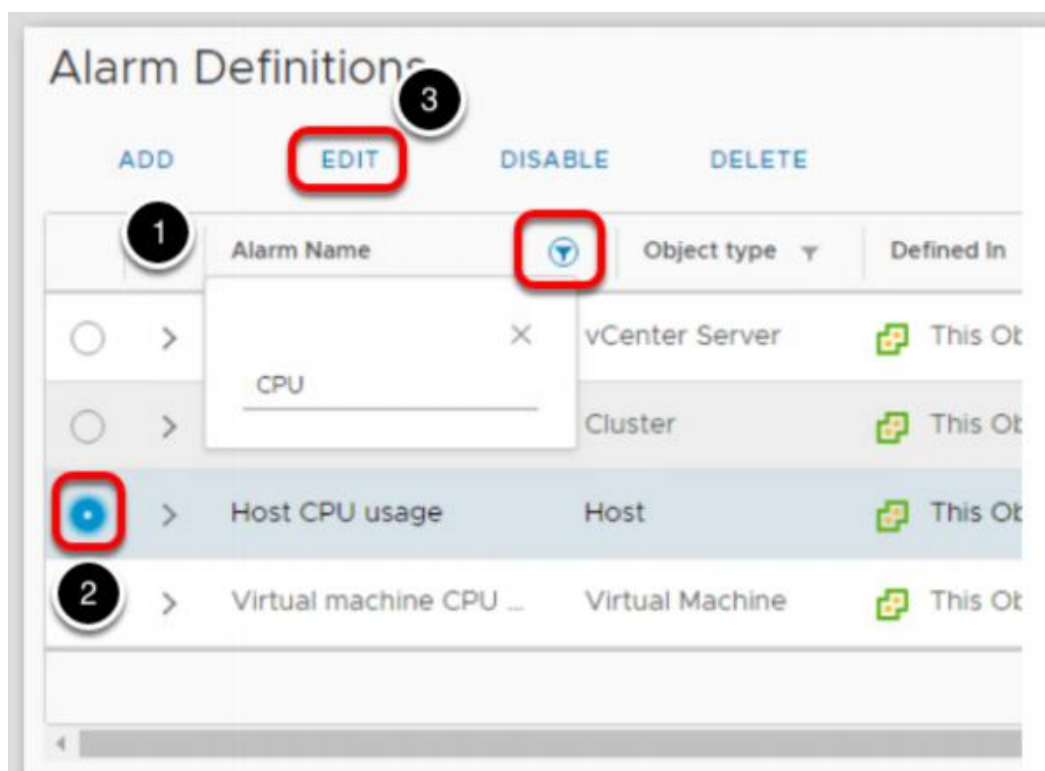 Alarm Definitions
3
ADD EDIT DISABLE DELETE
1
Alarm Name Object type Defined In
vCenter Server This Ob
CPU
Cluster This Ob
Host CPU usage Host This Ob
2
Virtual machine CPU ... Virtual Machine This Ob